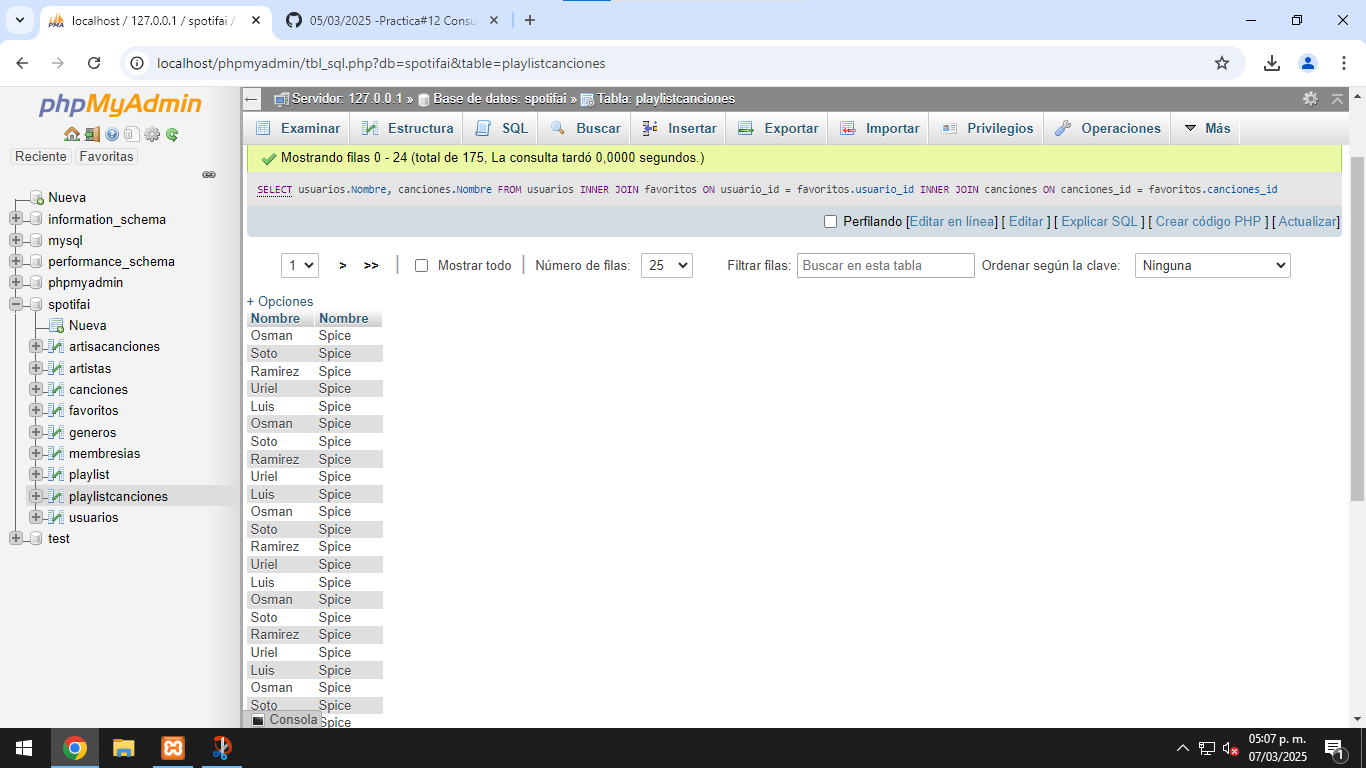 localhost / 127.0.0.1 / spotifai /
05/03/2025 -Practica#12 Consu
localhost/phpmyadmin/tbl_sql.php?db=spotifai&table=playlistcanciones
phpMyAdmin
Reciente
Favoritas
Nueva
information_schema
mysql
performance_schema
phpmyadmin
spotifai
Nueva
artisacanciones
artistas
canciones
favoritos
generos
membresias
playlist
playlistcanciones
usuarios
test
Servidor: 127.0.0.1 » Base de datos: spotifai » Tabla: playlistcanciones
Examinar Estructura SQL Buscar Insertar Exportar Importar Privilegios Operaciones Más
Mostrando filas 0 - 24 (total de 175, La consulta tardó 0,0000 segundos.)
SELECT usuarios.Nombre, canciones.Nombre FROM usuarios INNER JOIN favoritos ON usuario_id = favoritos.usuario_id INNER JOIN canciones ON canciones_id = favoritos.canciones_id
Perfilando [Editar en línea] [ Editar ] [ Explicar SQL ] [ Crear código PHP ] [ Actualizar]
1 > >> | Mostrar todo | Número de filas: 25 Filtrar filas: Buscar en esta tabla Ordenar según la clave: Ninguna
+ Opciones
Nombre Nombre
Osman Spice
Soto Spice
Ramirez Spice
Uriel Spice
Luis Spice
Osman Spice
Soto Spice
Ramirez Spice
Uriel Spice
Luis Spice
Osman Spice
Soto Spice
Ramirez Spice
Uriel Spice
Luis Spice
Osman Spice
Soto Spice
Ramirez Spice
Uriel Spice
Luis Spice
Osman Spice
Soto Spice
Spice
Consola
05:07 p. m.
07/03/2025
1